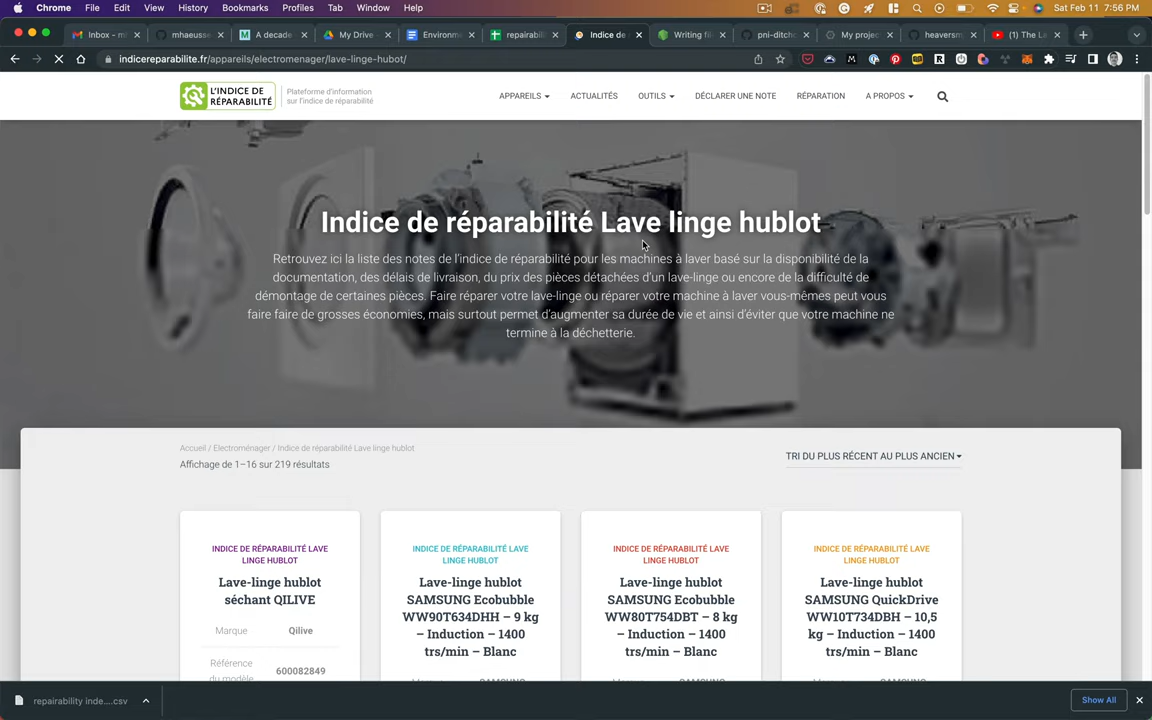 Chrome File Edit View History Bookmarks Profiles Tab Window Help Sat Feb 11 7:56 PM
Inbox – m mhaeusse A decade My Drive – Environm repairabili Indice de Writing fil pni-ditcho My projec heaversm (1) The L
indicereparabilite.fr/appareils/electromenager/lave-linge-hubot/
L'INDICE DE
RÉPARABILITÉ
Plateforme d'information
sur l'indice de réparabilité
APPAREILS ACTUALITÉS OUTILS DÉCLARER UNE NOTE RÉPARATION A PROPOS
Indice de réparabilité Lave linge hublot
Retrouvez ici la liste des notes de l'indice de réparabilité pour les machines à laver basé sur la disponibilité de la
documentation, des délais de livraison, du prix des pièces détachées d'un lave-linge ou encore de la difficulté de
démontage de certaines pièces. Faire réparer votre lave-linge ou réparer votre machine à laver vous-mêmes peut vous
faire faire de grosses économies, mais surtout permet d'augmenter sa durée de vie et ainsi d'éviter que votre machine ne
termine à la déchetterie.
Accueil / Electroménager / Indice de réparabilité Lave linge hublot
Affichage de 1–16 sur 219 résultats
TRI DU PLUS RÉCENT AU PLUS ANCIEN
INDICE DE RÉPARABILITÉ LAVE
LINGE HUBLOT
Lave-linge hublot
séchant QILIVE
Marque Qilive
Référence
du modèle
600082849
INDICE DE RÉPARABILITÉ LAVE
LINGE HUBLOT
Lave-linge hublot
SAMSUNG Ecobubble
WW90T634DHH – 9 kg
– Induction – 1400
trs/min – Blanc
INDICE DE RÉPARABILITÉ LAVE
LINGE HUBLOT
Lave-linge hublot
SAMSUNG Ecobubble
WW80T754DBT – 8 kg
– Induction – 1400
trs/min – Blanc
INDICE DE RÉPARABILITÉ LAVE
LINGE HUBLOT
Lave-linge hublot
SAMSUNG QuickDrive
WW10T734DBH – 10,5
kg – Induction – 1400
trs/min – Blanc
repairability inde....csv
Show All